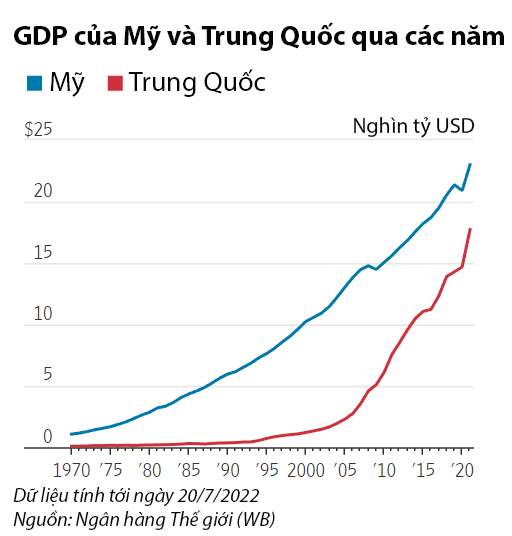 GDP của Mỹ và Trung Quốc qua các năm
Mỹ Trung Quốc
Nghìn tỷ USD
$25
20
15
10
5
0
1970 '75 '80 '85 '90 '95 2000 '05 '10 '15 '20
Dữ liệu tính tới ngày 20/7/2022
Nguồn: Ngân hàng Thế giới (WB)